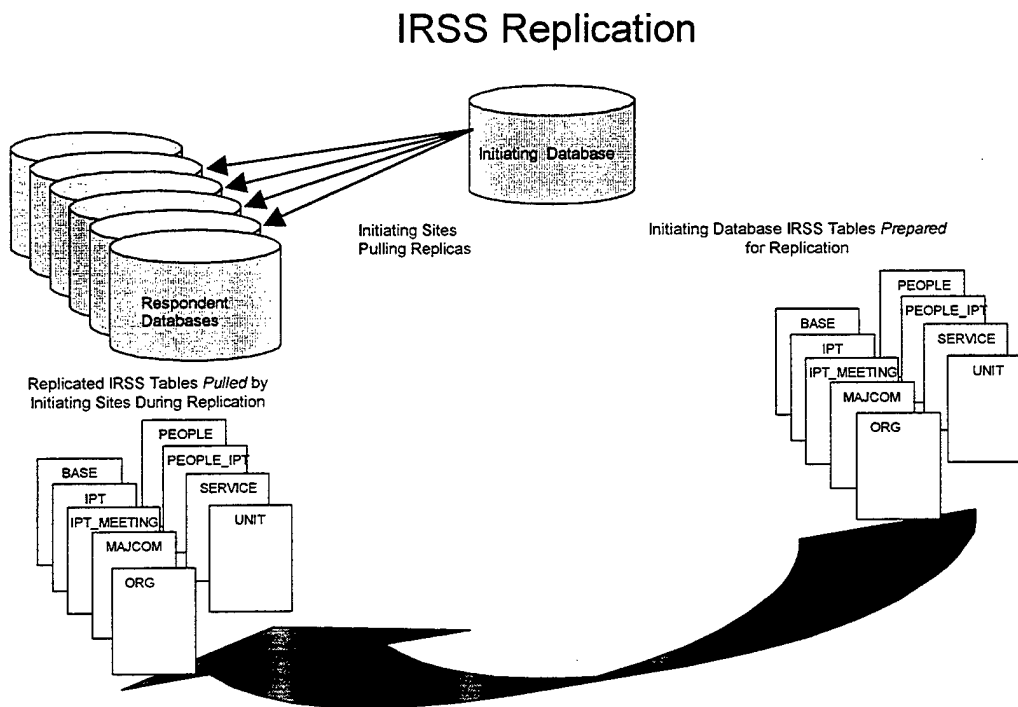 IRSS Replication
Initiating Database
Initiating Sites
Pulling Replicas
Initiating Database IRSS Tables Prepared
for Replication
Respondent
Databases
PEOPLE
PEOPLE_IPT
BASE
SERVICE
IPT
UNIT
IPT_MEETING
MAJCOM
ORG
Replicated IRSS Tables Pulled by
Initiating Sites During Replication
PEOPLE
PEOPLE_IPT
BASE
SERVICE
IPT
UNIT
IPT_MEETING
MAJCOM
ORG